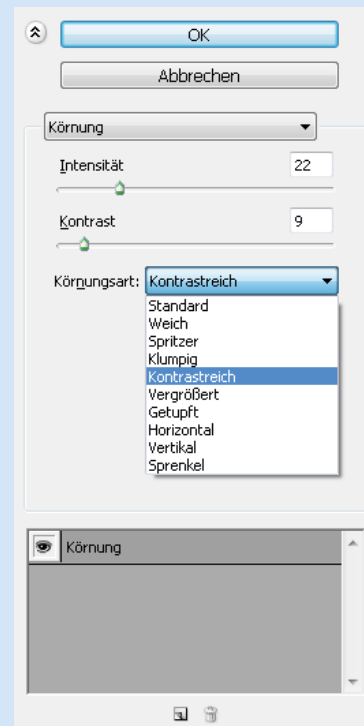 OK
Abbrechen
Körnung
Intensität 22
Kontrast 9
Körnungsart: Kontrastreich
Standard
Weich
Spritzer
Klumpig
Kontrastreich
Vergrößert
Getupft
Horizontal
Vertikal
Sprenkel
Körnung